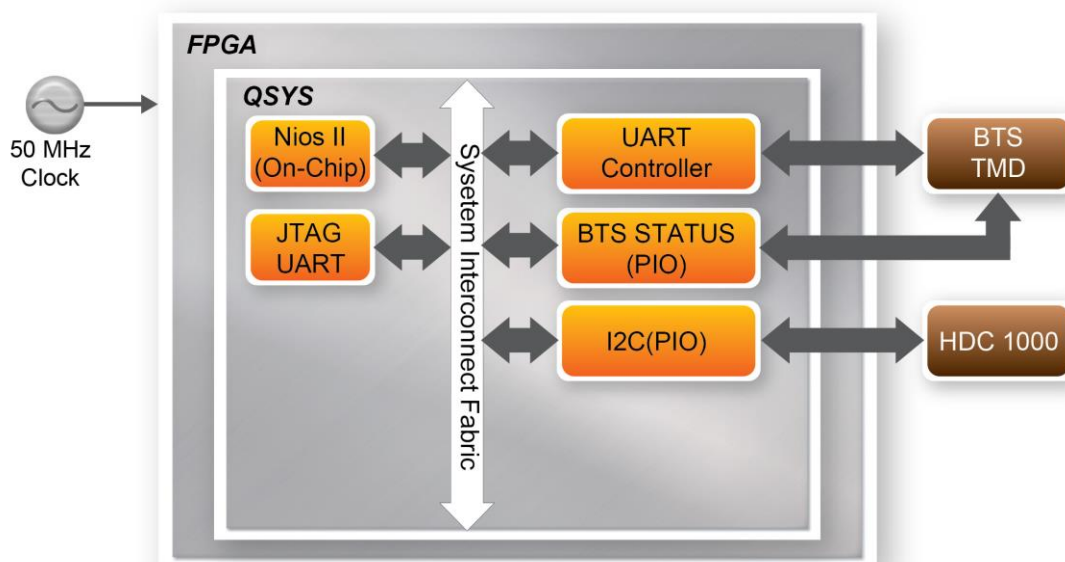 FPGA
QSYS
50 MHz
Clock
Nios II
(On-Chip)
JTAG
UART
Sysetem Interconnect Fabric
UART
Controller
BTS STATUS
(PIO)
I2C(PIO)
BTS
TMD
HDC 1000